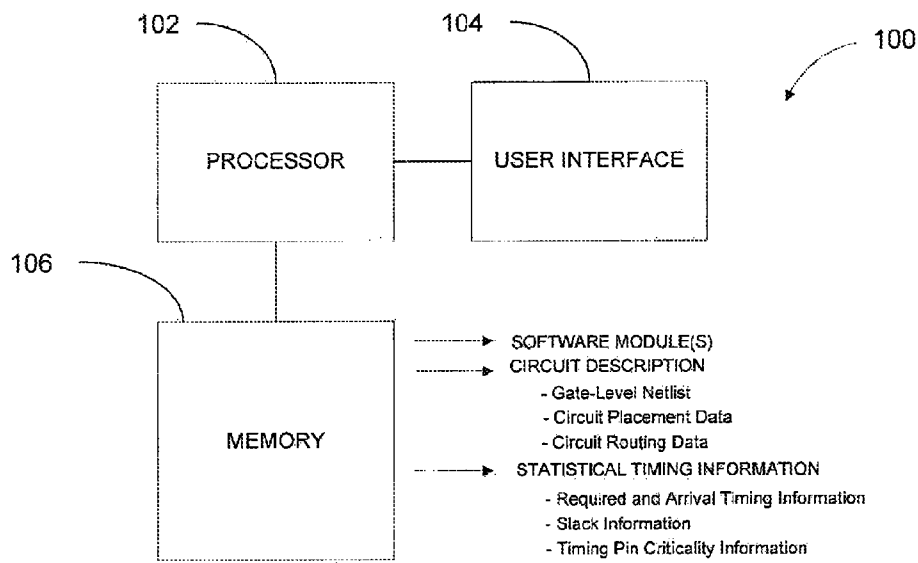 102
104
100
PROCESSOR
USER INTERFACE
106
MEMORY
SOFTWARE MODULE(S)
CIRCUIT DESCRIPTION
- Gate-Level Netlist
- Circuit Placement Data
- Circuit Routing Data
STATISTICAL TIMING INFORMATION
- Required and Arrival Timing Information
- Slack Information
- Timing Pin Criticality Information